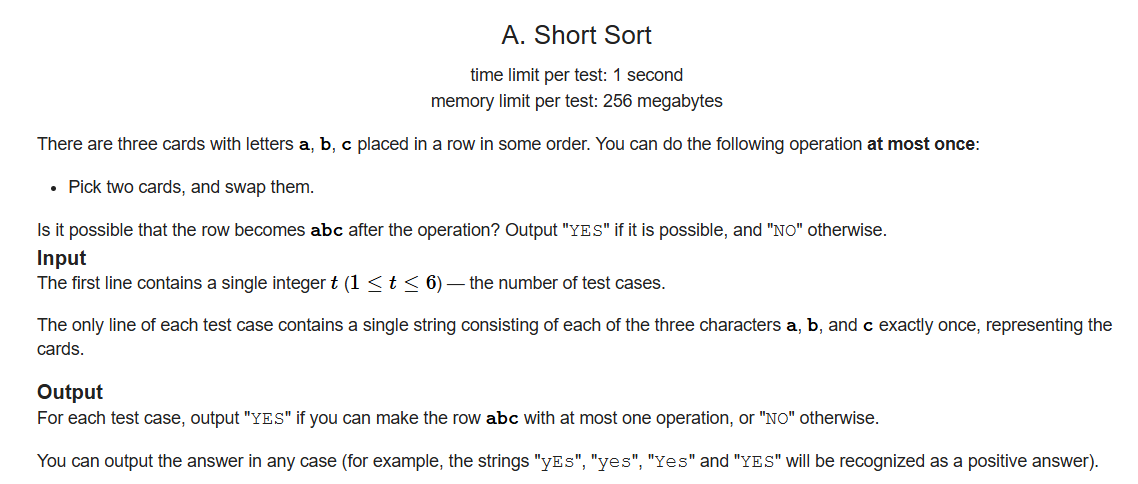 A. Short Sort
time limit per test: 1 second
memory limit per test: 256 megabytes
There are three cards with letters a, b, c placed in a row in some order. You can do the following operation at most once:
• Pick two cards, and swap them.
Is it possible that the row becomes abc after the operation? Output "YES" if it is possible, and "NO" otherwise.
Input
The first line contains a single integer t (1 ≤ t ≤ 6) — the number of test cases.
The only line of each test case contains a single string consisting of each of the three characters a, b, and c exactly once, representing the
cards.
Output
For each test case, output "YES" if you can make the row abc with at most one operation, or "NO" otherwise.
You can output the answer in any case (for example, the strings "yEs", "yes", "Yes" and "YES" will be recognized as a positive answer).